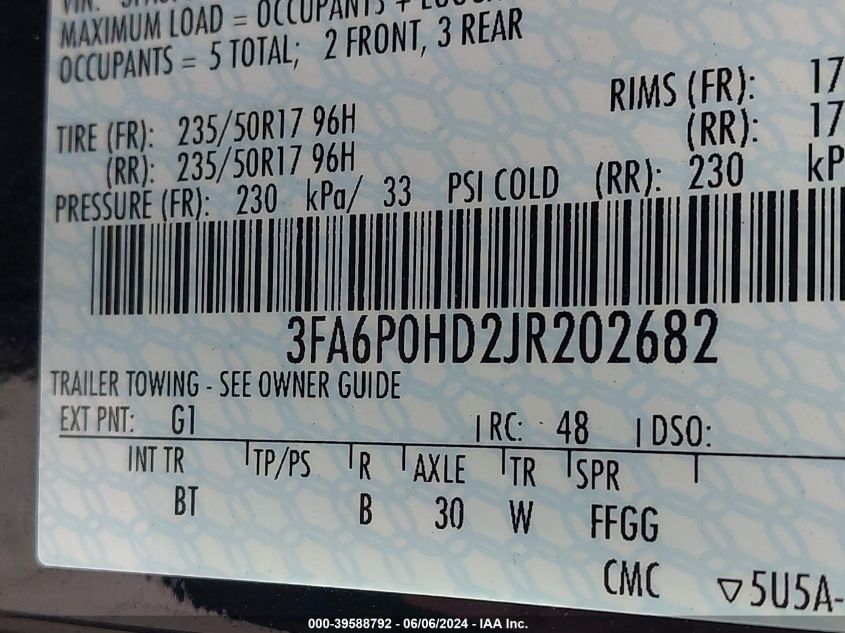 MAXIMUM LOAD = OCCUPANTS +
OCCUPANTS = 5 TOTAL; 2 FRONT, 3 REAR
TIRE (FR): 235/50R17 96H RIMS (FR): 17
(RR): 235/50R17 96H (RR): 17
PRESSURE (FR): 230 kPa/ 33 PSI COLD (RR): 230 kP
3FA6P0HD2JR202682
TRAILER TOWING - SEE OWNER GUIDE
EXT PNT: G1 RC: 48 DSO:
INT TR TP/PS R AXLE TR SPR
BT B 30 W FFGG
CMC ▽5U5A-
000-39588792 - 06/06/2024 - IAA Inc.